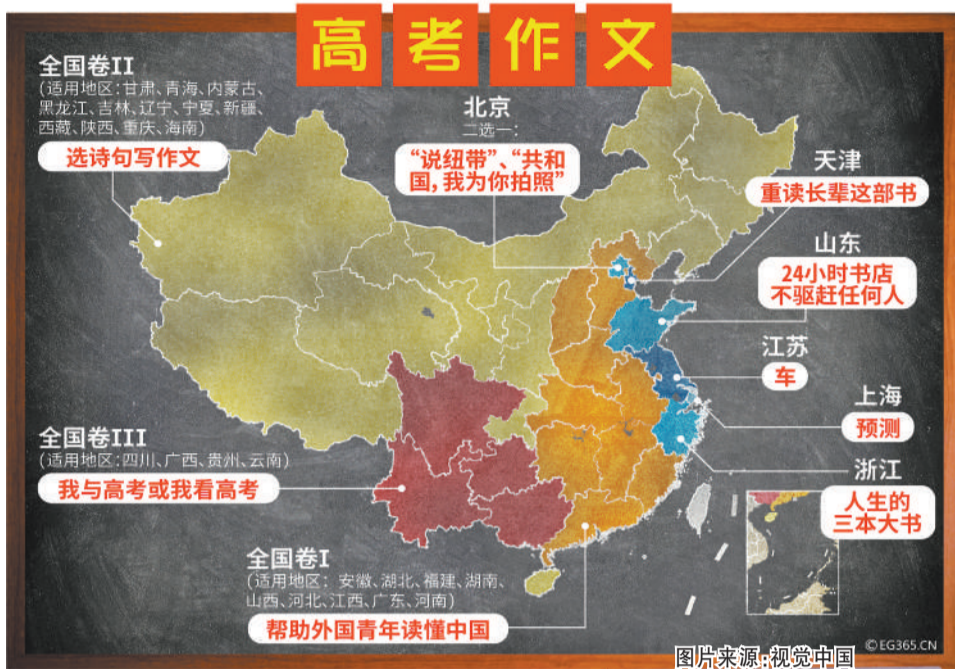 高考作文
全国卷II
(适用地区:甘肃、青海、内蒙古、
黑龙江、吉林、辽宁、宁夏、新疆、
西藏、陕西、重庆、海南)
选诗句写作文
北京
二选一:
“说纽带”、“共和
国，我为你拍照”
天津
重读长辈这部书
山东
24小时书店
不驱赶任何人
江苏
车
上海
预测
浙江
人生的
三本大书
全国卷III
(适用地区:四川、广西、贵州、云南)
我与高考或我看高考
全国卷I
(适用地区: 安徽、湖北、福建、湖南、
山西、河北、江西、广东、河南)
帮助外国青年读懂中国
©EG365.CN
图片来源:视觉中国